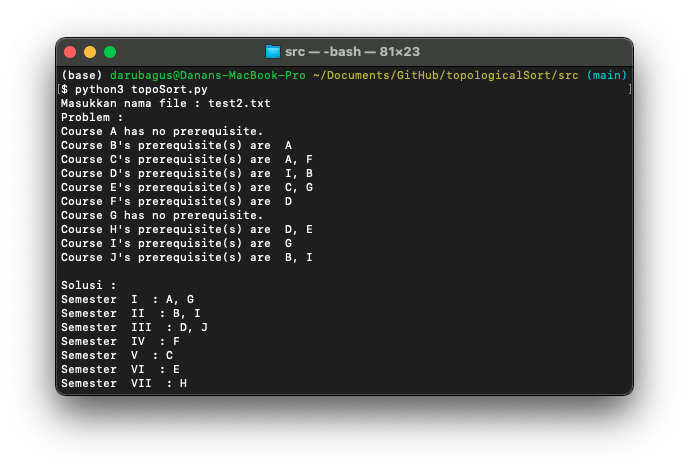 src — -bash — 81×23
(base) darubagus@Danans-MacBook-Pro ~/Documents/GitHub/topologicalSort/src (main)
[$ python3 topoSort.py ]
Masukkan nama file : test2.txt
Problem :
Course A has no prerequisite.
Course B's prerequisite(s) are  A
Course C's prerequisite(s) are  A, F
Course D's prerequisite(s) are  I, B
Course E's prerequisite(s) are  C, G
Course F's prerequisite(s) are  D
Course G has no prerequisite.
Course H's prerequisite(s) are  D, E
Course I's prerequisite(s) are  G
Course J's prerequisite(s) are  B, I

Solusi :
Semester  I  : A, G
Semester  II  : B, I
Semester  III  : D, J
Semester  IV  : F
Semester  V  : C
Semester  VI  : E
Semester  VII  : H